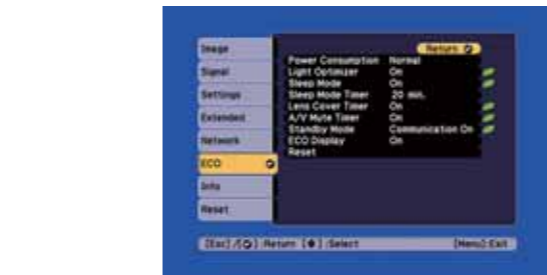 Image
Signal
Settings
Extended
Network
ECO
Info
Reset
Return
Power Consumption Normal
Light Optimizer On
Sleep Mode On
Sleep Mode Timer 20 min.
Lens Cover Timer On
A/V Mute Timer On
Standby Mode Communication On
ECO Display On
Reset
[Esc] /[ ] :Return [ ] :Select [Menu]:Exit